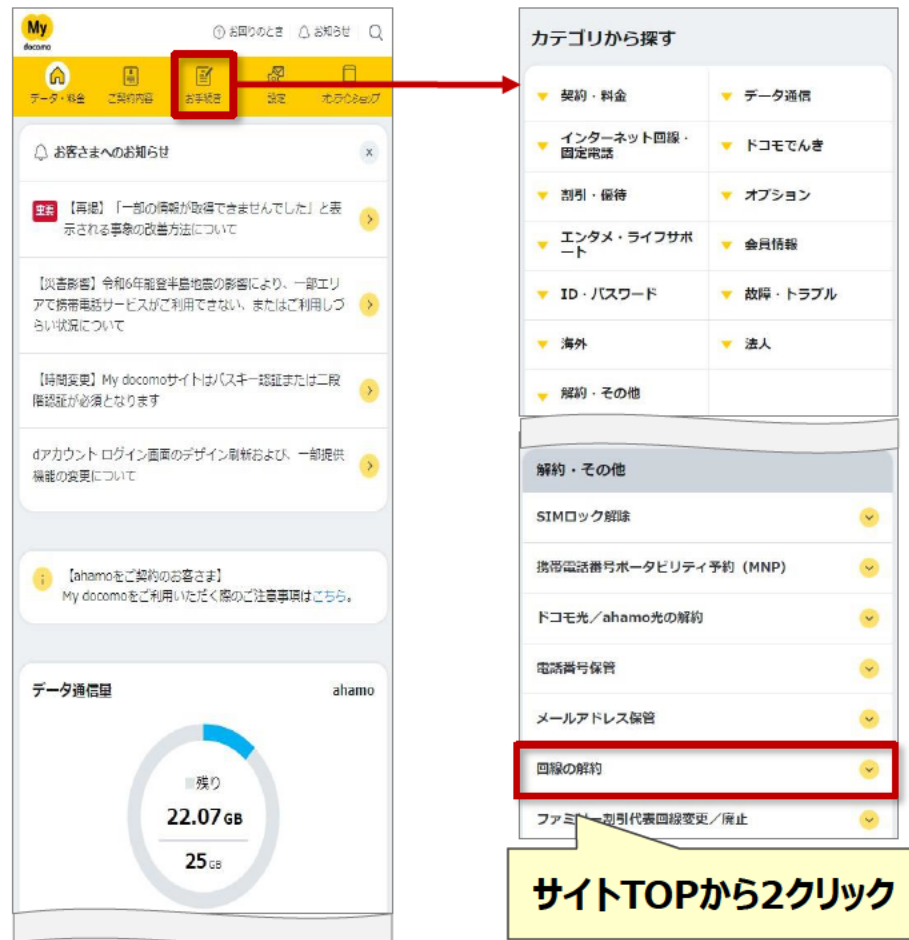 My
docomo
お困りのとき
お知らせ
データ・料金
ご契約内容
お手続き
設定
オンラインショップ
お客さまへのお知らせ
×
重要
【再掲】「一部の情報が取得できませんでした」と表
示される事象の改善方法について
【災害影響】令和6年能登半島地震の影響により、一部エリ
アで携帯電話サービスがご利用できない、またはご利用しづ
らい状況について
【時間変更】My docomoサイトはパスキー認証または二段
階認証が必須となります
dアカウント ログイン画面のデザイン刷新および、一部提供
機能の変更について
【ahamoをご契約のお客さま】
My docomoをご利用いただく際のご注意事項はこちら。
データ通信量
ahamo
残り
22.07 GB
25 GB
カテゴリから探す
契約・料金
データ通信
インターネット回線・
固定電話
ドコモでんき
割引・優待
オプション
エンタメ・ライフサポ
ート
会員情報
ID・パスワード
故障・トラブル
海外
法人
解約・その他
解約・その他
SIMロック解除
携帯電話番号ポータビリティ予約（MNP）
ドコモ光／ahamo光の解約
電話番号保管
メールアドレス保管
回線の解約
ファミリー割引代表回線変更／廃止
サイトTOPから2クリック